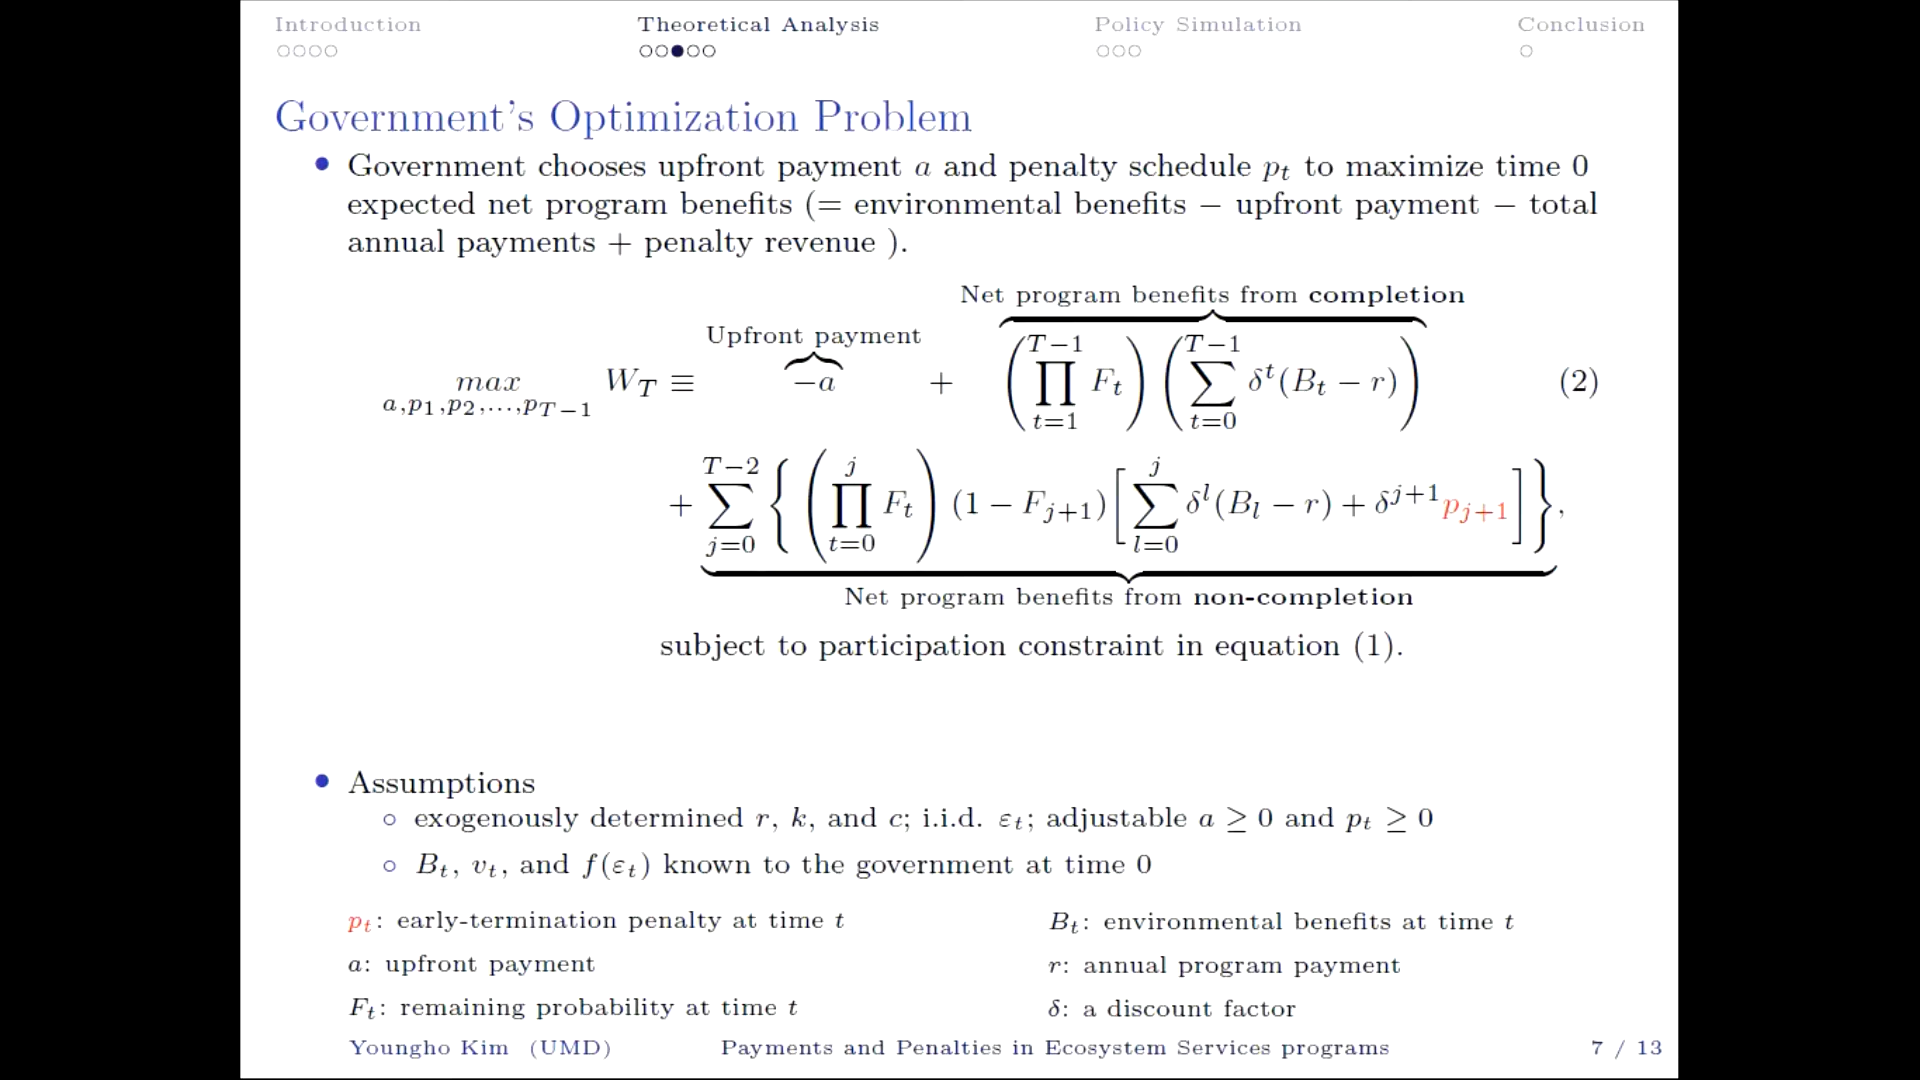 Introduction Theoretical Analysis Policy Simulation Conclusion
Government's Optimization Problem
• Government chooses upfront payment a and penalty schedule p_t to maximize time 0
expected net program benefits (= environmental benefits − upfront payment − total
annual payments + penalty revenue ).
Net program benefits from completion
Upfront payment
max_{a,p_1,p_2,...,p_{T−1}} W_T ≡ −a + (∏_{t=1}^{T−1} F_t) (∑_{t=0}^{T−1} δ^t(B_t − r)) (2)
+ ∑_{j=0}^{T−2} { (∏_{t=0}^{j} F_t) (1 − F_{j+1}) [ ∑_{l=0}^{j} δ^l(B_l − r) + δ^{j+1} p_{j+1} ] },
Net program benefits from non-completion
subject to participation constraint in equation (1).
• Assumptions
○ exogenously determined r, k, and c; i.i.d. ε_t; adjustable a ≥ 0 and p_t ≥ 0
○ B_t, v_t, and f(ε_t) known to the government at time 0
p_t: early-termination penalty at time t B_t: environmental benefits at time t
a: upfront payment r: annual program payment
F_t: remaining probability at time t δ: a discount factor
Youngho Kim (UMD) Payments and Penalties in Ecosystem Services programs 7 / 13